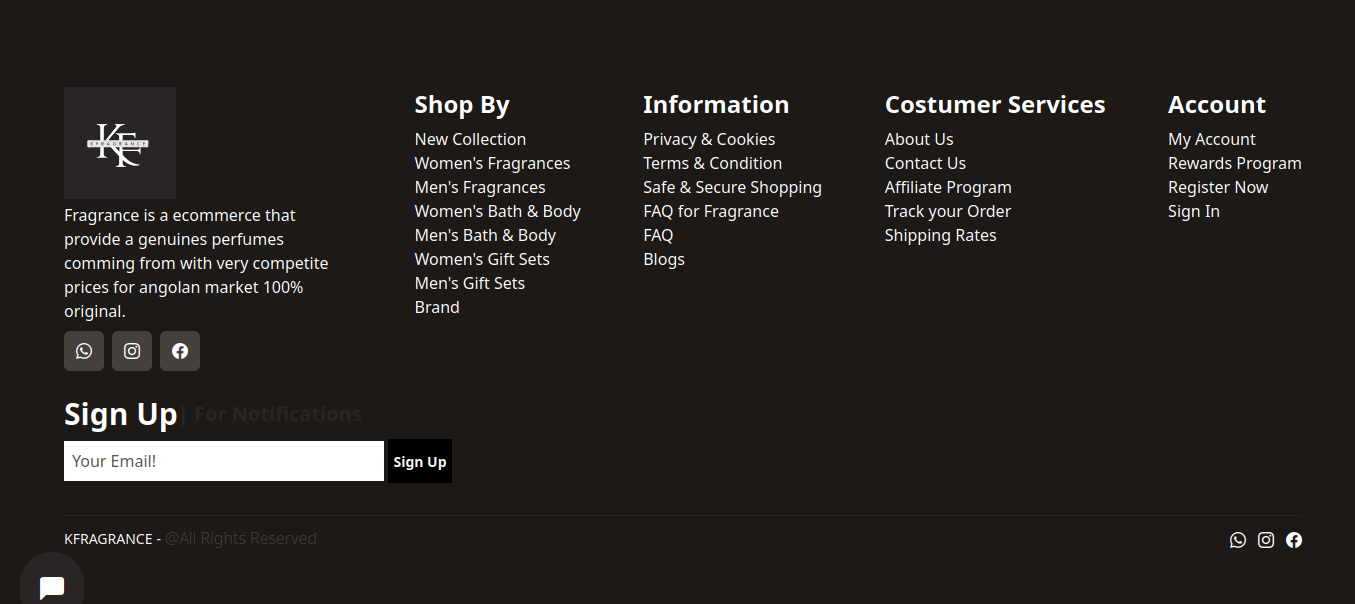 KF
KFRAGRANCE
Fragrance is a ecommerce that
provide a genuines perfumes
comming from with very competite
prices for angolan market 100%
original.
Shop By
New Collection
Women's Fragrances
Men's Fragrances
Women's Bath & Body
Men's Bath & Body
Women's Gift Sets
Men's Gift Sets
Brand
Information
Privacy & Cookies
Terms & Condition
Safe & Secure Shopping
FAQ for Fragrance
FAQ
Blogs
Costumer Services
About Us
Contact Us
Affiliate Program
Track your Order
Shipping Rates
Account
My Account
Rewards Program
Register Now
Sign In
Sign Up | For Notifications
Your Email!
Sign Up
KFRAGRANCE - @All Rights Reserved